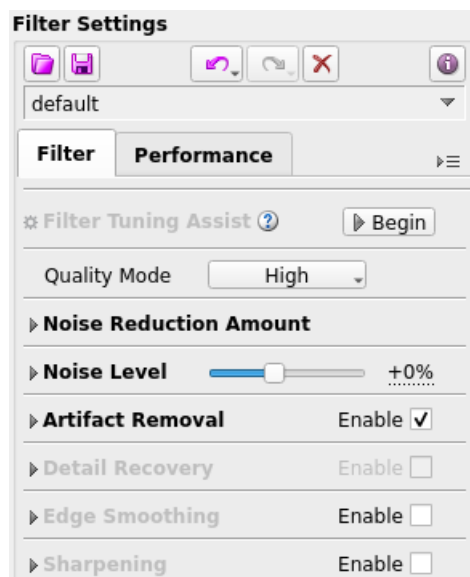 Filter Settings
default
Filter Performance
Filter Tuning Assist ? Begin
Quality Mode High
Noise Reduction Amount
Noise Level +0%
Artifact Removal Enable
Detail Recovery Enable
Edge Smoothing Enable
Sharpening Enable